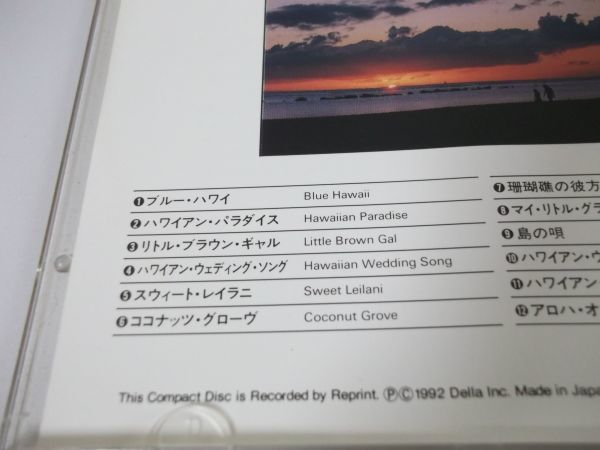 ❶ブルー・ハワイ Blue Hawaii
❷ハワイアン・パラダイス Hawaiian Paradise
❸リトル・ブラウン・ギャル Little Brown Gal
❹ハワイアン・ウェディング・ソング Hawaiian Wedding Song
❺スウィート・レイラニ Sweet Leilani
❻ココナッツ・グローヴ Coconut Grove
❼珊瑚礁の彼方
❽マイ・リトル・グラ
❾島の唄
❿ハワイアン・ウ
⓫ハワイアン
⓬アロハ・オ
This Compact Disc is Recorded by Reprint. ⓅⒸ1992 Della Inc. Made in Japa